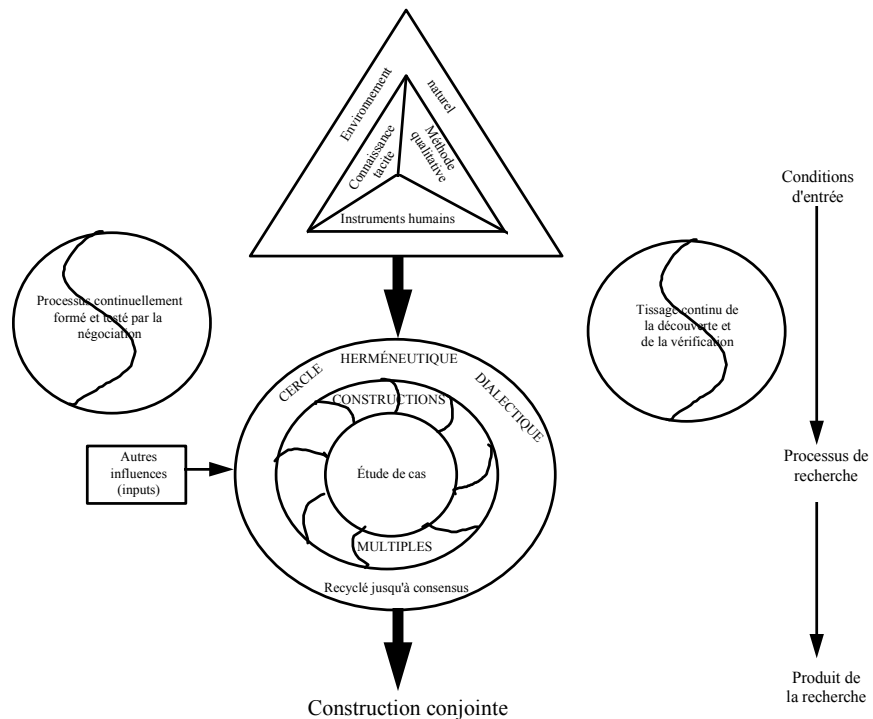 Environnement
naturel
Connaissance
tacite
Méthode
qualitative
Instruments humains
Conditions
d'entrée
Processus continuellement
formé et testé par la
négociation
Tissage continu de
la découverte et
de la vérification
CERCLE
HERMÉNEUTIQUE
DIALECTIQUE
CONSTRUCTIONS
Autres
influences
(inputs)
Étude de cas
Processus de
recherche
MULTIPLES
Recyclé jusqu'à consensus
Produit de
la recherche
Construction conjointe